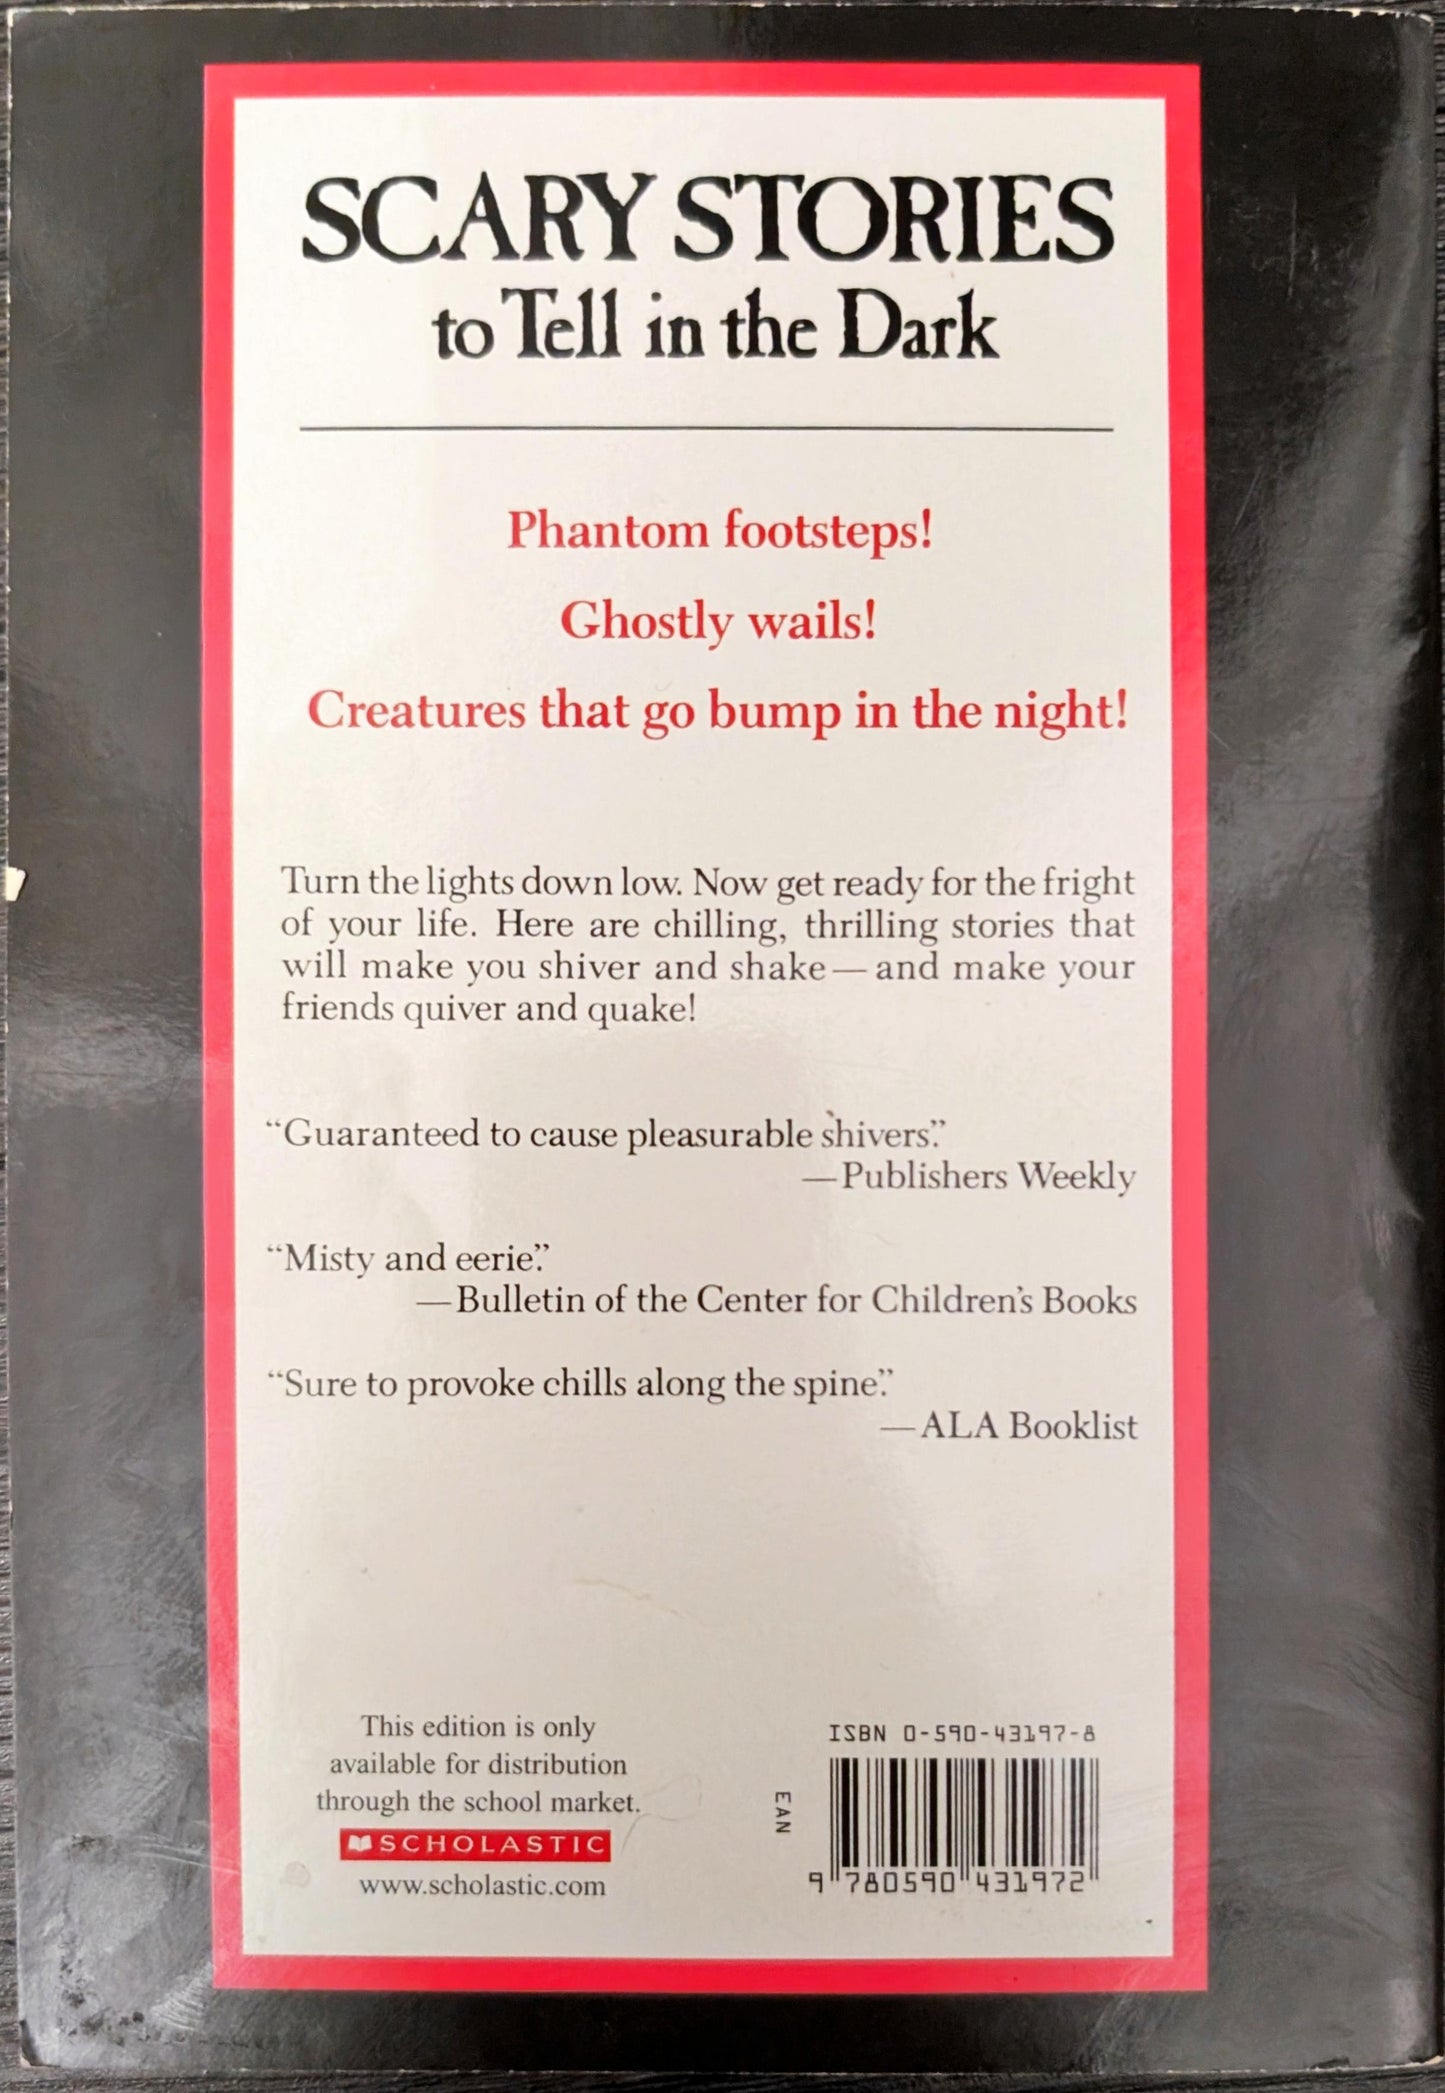 SCARY STORIES
to Tell in the Dark
Phantom footsteps!
Ghostly wails!
Creatures that go bump in the night!
Turn the lights down low. Now get ready for the fright
of your life. Here are chilling, thrilling stories that
will make you shiver and shake—and make your
friends quiver and quake!
“Guaranteed to cause pleasurable shivers.”
—Publishers Weekly
“Misty and eerie.”
—Bulletin of the Center for Children's Books
“Sure to provoke chills along the spine.”
—ALA Booklist
This edition is only
available for distribution
through the school market.
SCHOLASTIC
www.scholastic.com
ISBN 0-590-43197-8
EAN
9 780590 431972